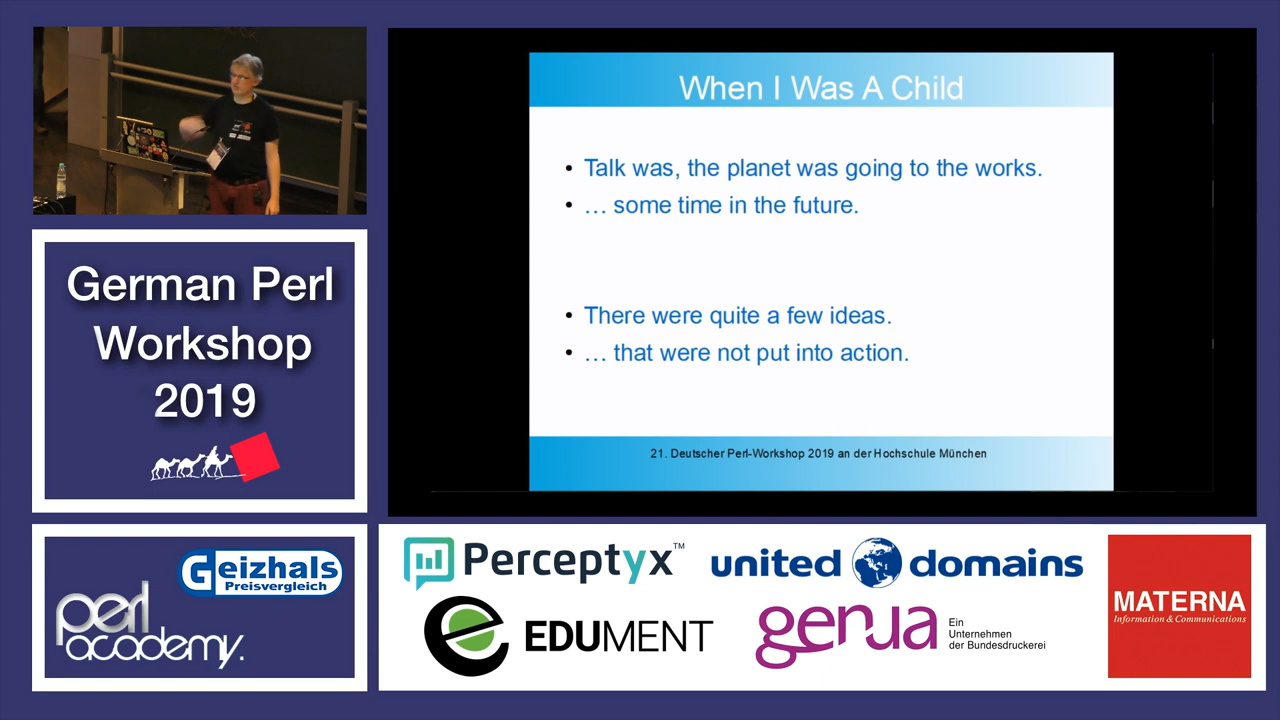 When I Was A Child
• Talk was, the planet was going to the works.
• … some time in the future.
• There were quite a few ideas.
• … that were not put into action.
21. Deutscher Perl-Workshop 2019 an der Hochschule München
German Perl
Workshop
2019
Geizhals
Preisvergleich
perl
academy.
Perceptyx™
united domains
EDUMENT
genua
Ein
Unternehmen
der Bundesdruckerei
MATERNA
Information & Communications